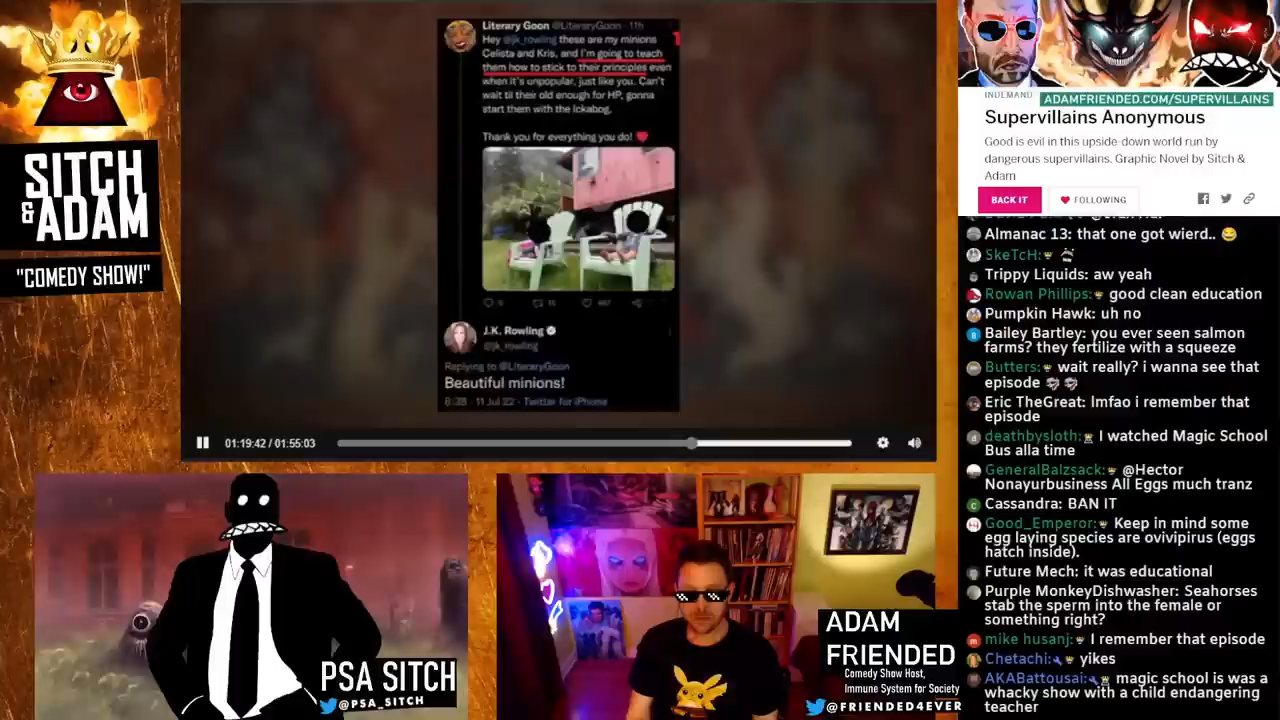 SITCH
& ADAM
"COMEDY SHOW!"
Literary Goon @LiteraryGoon · 11h
Hey @jk_rowling these are my minions
Celista and Kris, and I'm going to teach
them how to stick to their principles even
when it's unpopular, just like you. Can't
wait til their old enough for HP, gonna
start them with the Ickabog.
Thank you for everything you do! ❤️
J.K. Rowling
@jk_rowling
Replying to @LiteraryGoon
Beautiful minions!
8:38 · 11 Jul 22 · Twitter for iPhone
01:19:42 / 01:55:03
PSA SITCH
@PSA_SITCH
ADAM
FRIENDED
Comedy Show Host,
Immune System for Society
@FRIENDED4EVER
INDEMAND
ADAMFRIENDED.COM/SUPERVILLAINS
Supervillains Anonymous
Good is evil in this upside-down world run by
dangerous supervillains. Graphic Novel by Sitch &
Adam
BACK IT
FOLLOWING
Almanac 13: that one got wierd.. 😂
SkeTcH:
Trippy Liquids: aw yeah
Rowan Phillips: good clean education
Pumpkin Hawk: uh no
Bailey Bartley: you ever seen salmon
farms? they fertilize with a squeeze
Butters: wait really? i wanna see that
episode
Eric TheGreat: lmfao i remember that
episode
deathbysloth: I watched Magic School
Bus alla time
GeneralBalzsack: @Hector
Nonayurbusiness All Eggs much tranz
Cassandra: BAN IT
Good_Emperor: Keep in mind some
egg laying species are ovivipirus (eggs
hatch inside).
Future Mech: it was educational
Purple MonkeyDishwasher: Seahorses
stab the sperm into the female or
something right?
mike husanj: I remember that episode
Chetachi: yikes
AKABattousai: magic school is was a
whacky show with a child endangering
teacher